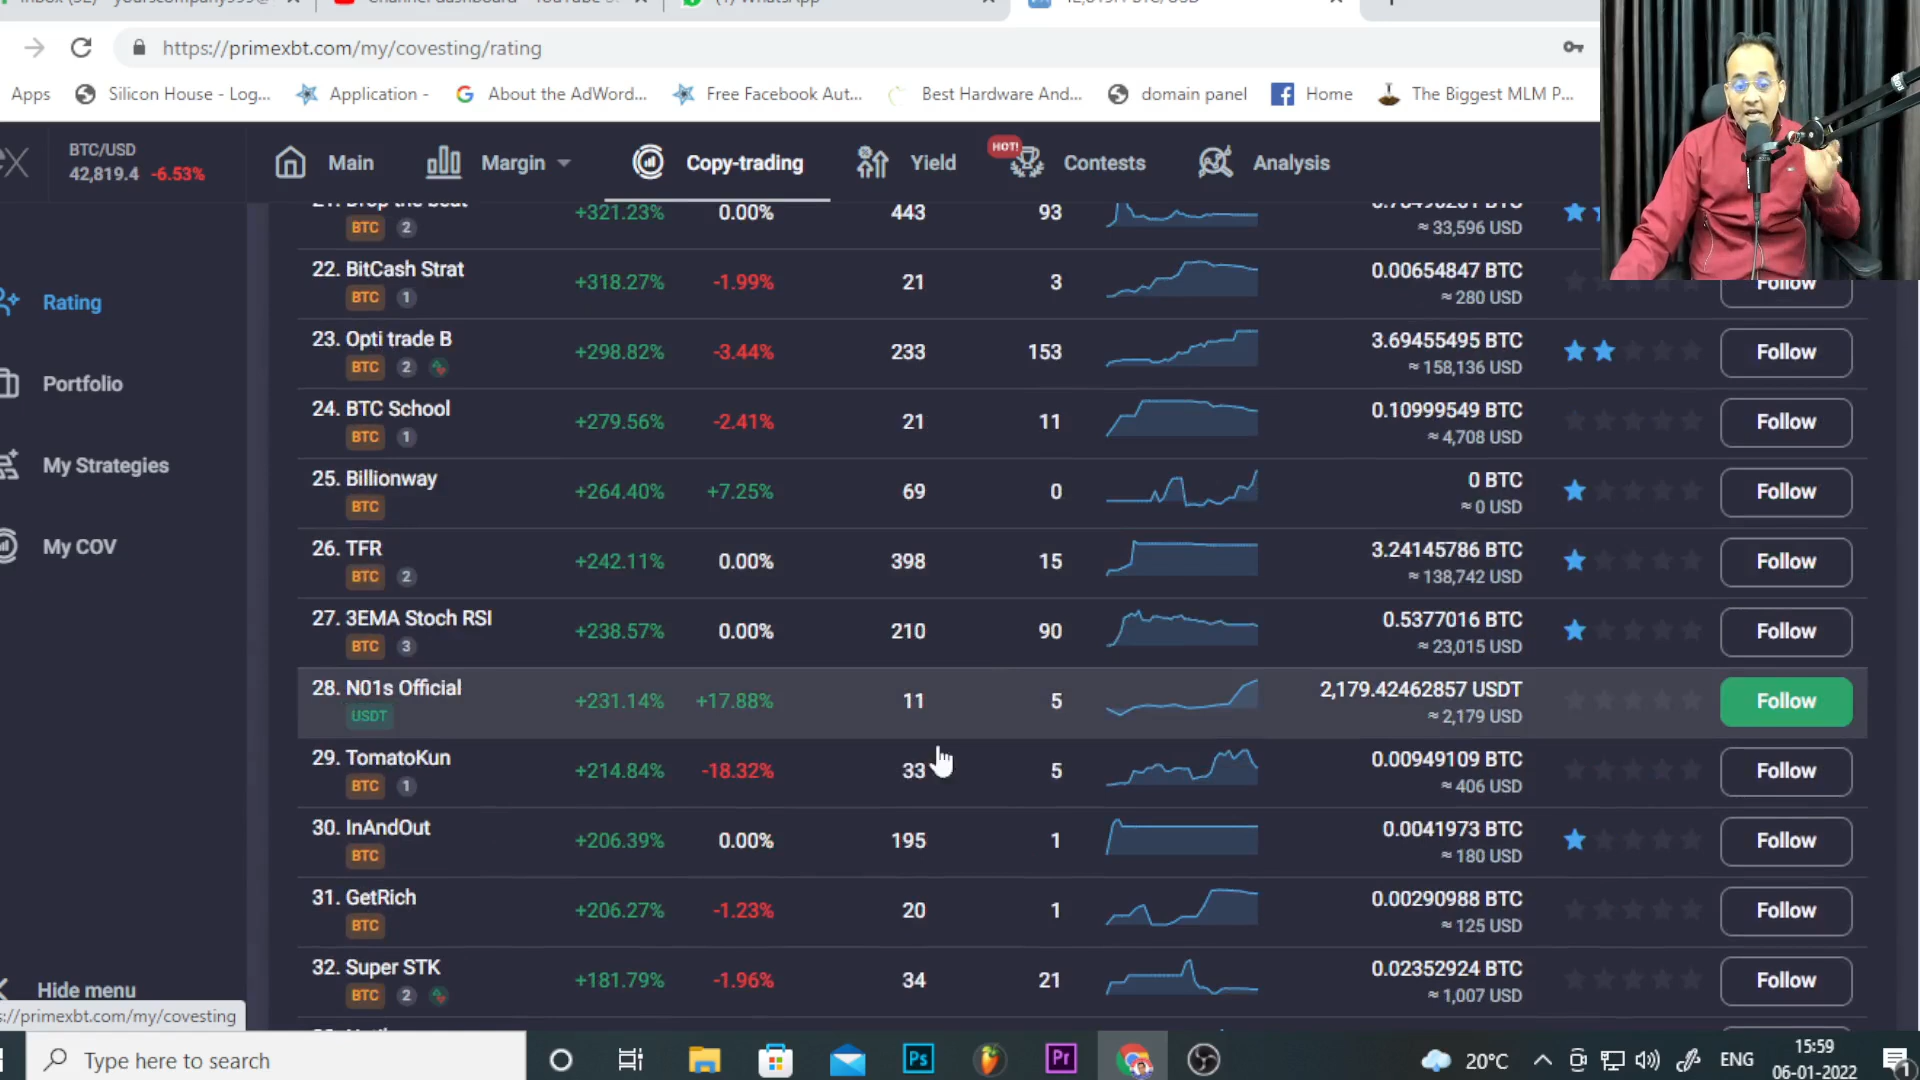 https://primexbt.com/my/covesting/rating
Apps
Silicon House - Log...
Application -
About the AdWord...
Free Facebook Aut...
Best Hardware And...
domain panel
Home
The Biggest MLM P...
BTC/USD
42,819.4 -6.53%
Main
Margin
Copy-trading
Yield
HOT!
Contests
Analysis
Rating
Portfolio
My Strategies
My COV
Hide menu
+321.23% 0.00% 443 93
BTC 2 ≈ 33,596 USD
22. BitCash Strat +318.27% -1.99% 21 3 0.00654847 BTC Follow
BTC 1 ≈ 280 USD
23. Opti trade B +298.82% -3.44% 233 153 3.69455495 BTC Follow
BTC 2 ≈ 158,136 USD
24. BTC School +279.56% -2.41% 21 11 0.10999549 BTC Follow
BTC 1 ≈ 4,708 USD
25. Billionway +264.40% +7.25% 69 0 0 BTC Follow
BTC ≈ 0 USD
26. TFR +242.11% 0.00% 398 15 3.24145786 BTC Follow
BTC 2 ≈ 138,742 USD
27. 3EMA Stoch RSI +238.57% 0.00% 210 90 0.5377016 BTC Follow
BTC 3 ≈ 23,015 USD
28. N01s Official +231.14% +17.88% 11 5 2,179.42462857 USDT Follow
USDT ≈ 2,179 USD
29. TomatoKun +214.84% -18.32% 33 5 0.00949109 BTC Follow
BTC 1 ≈ 406 USD
30. InAndOut +206.39% 0.00% 195 1 0.0041973 BTC Follow
BTC ≈ 180 USD
31. GetRich +206.27% -1.23% 20 1 0.00290988 BTC Follow
BTC ≈ 125 USD
32. Super STK +181.79% -1.96% 34 21 0.02352924 BTC Follow
BTC 2 ≈ 1,007 USD
s://primexbt.com/my/covesting
Type here to search
Ps
Pr
20°C
ENG
15:59
06-01-2022
1